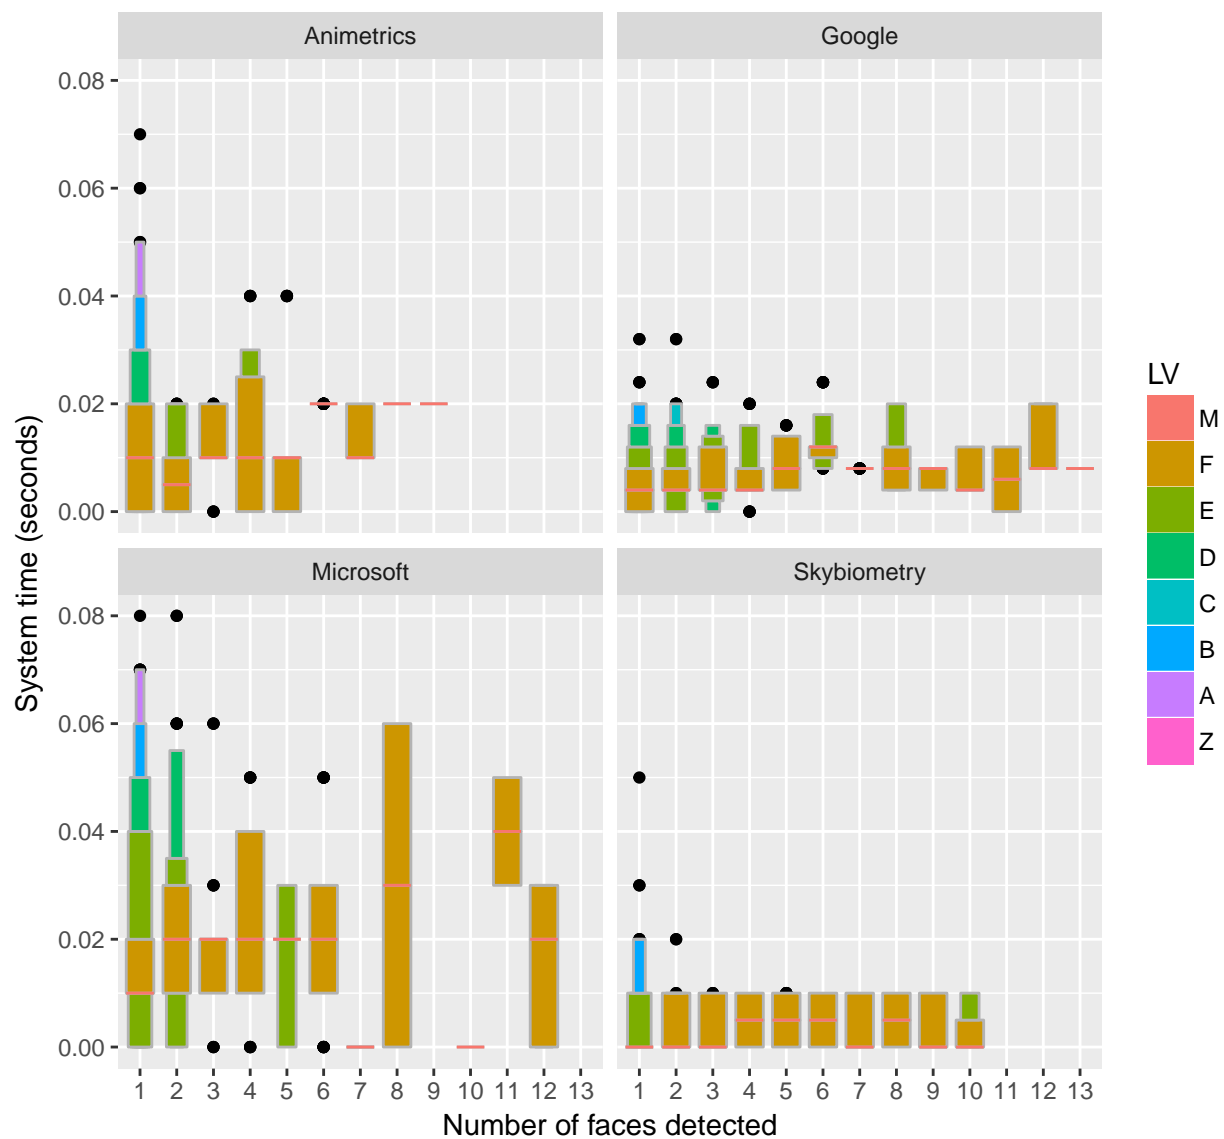 Animetrics
Google
0.08
0.06
0.04
0.02
0.00
Microsoft
Skybiometry
0.08
0.06
0.04
0.02
0.00
1 2 3 4 5 6 7 8 9 10 11 12 13
1 2 3 4 5 6 7 8 9 10 11 12 13
Number of faces detected
System time (seconds)
LV
M
F
E
D
C
B
A
Z